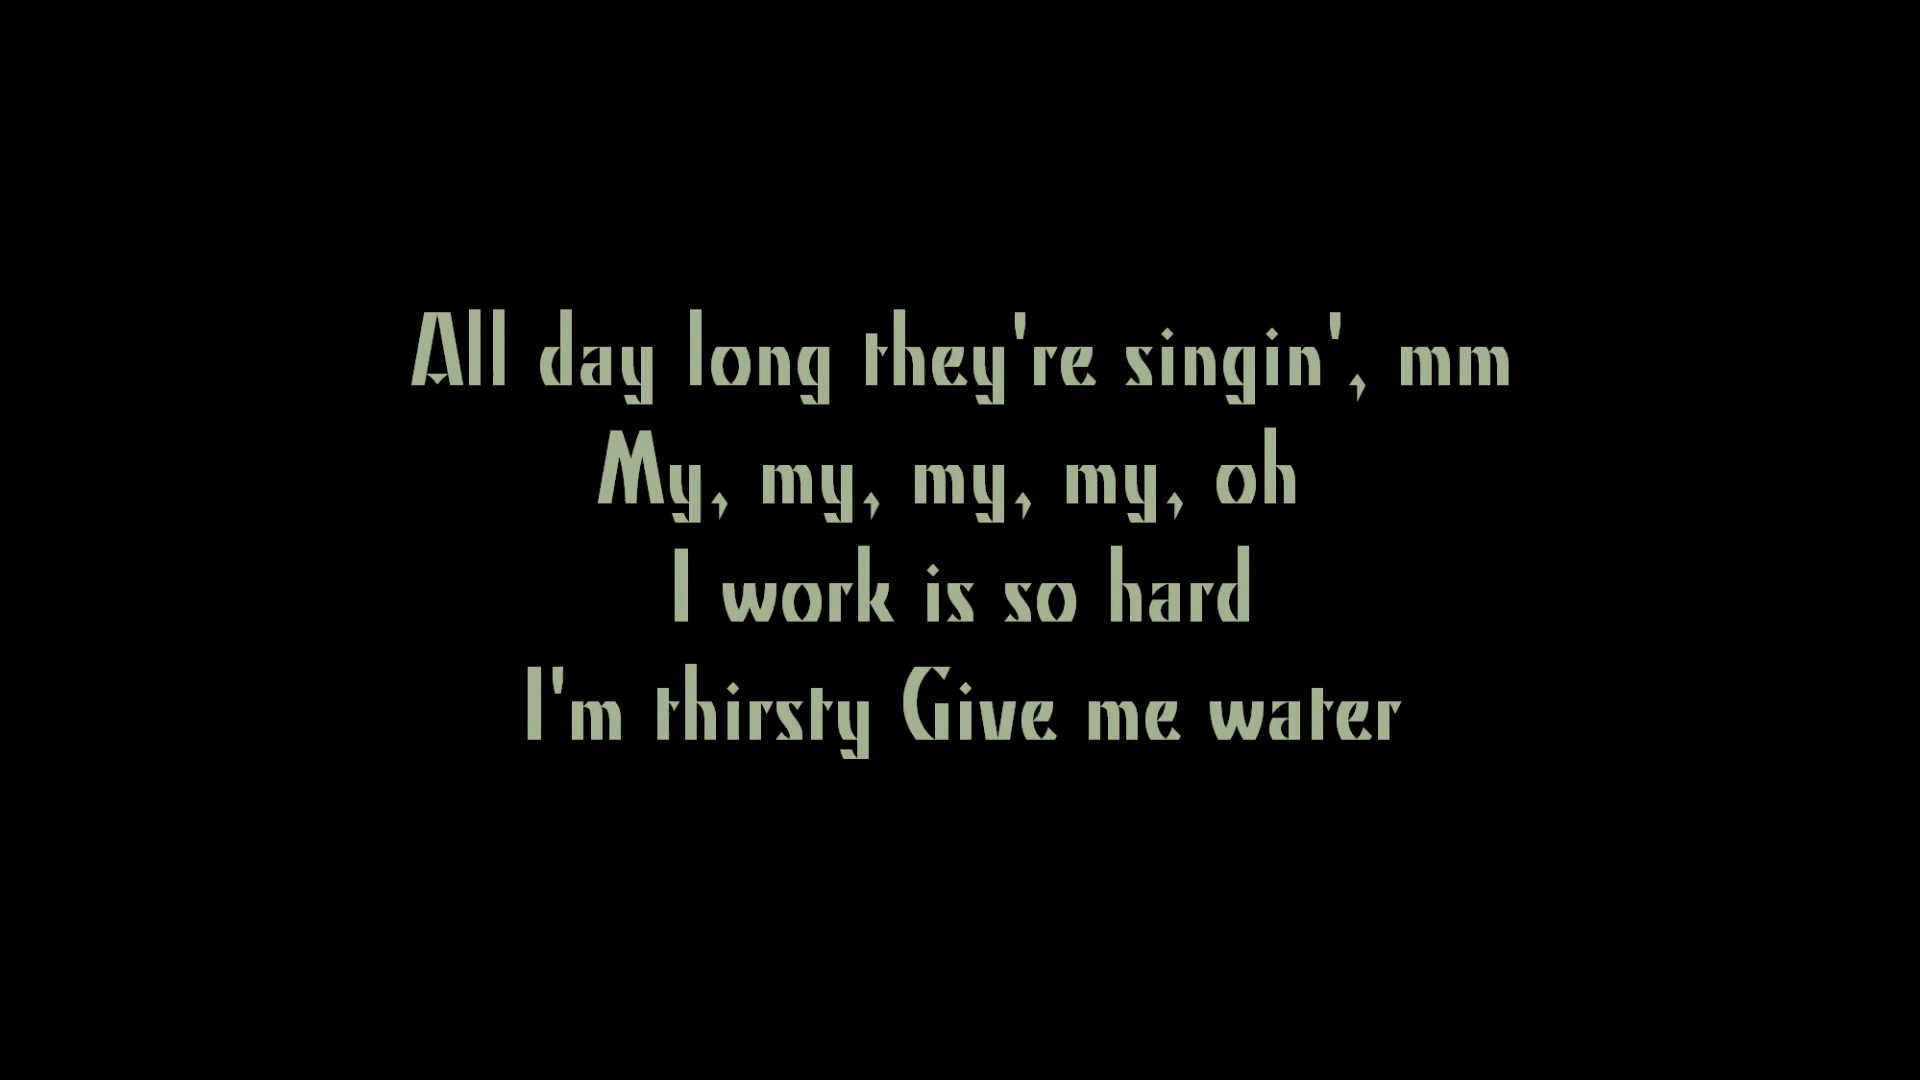 All day long they're singin', mm
My, my, my, my, oh
I work is so hard
I'm thirsty Give me water